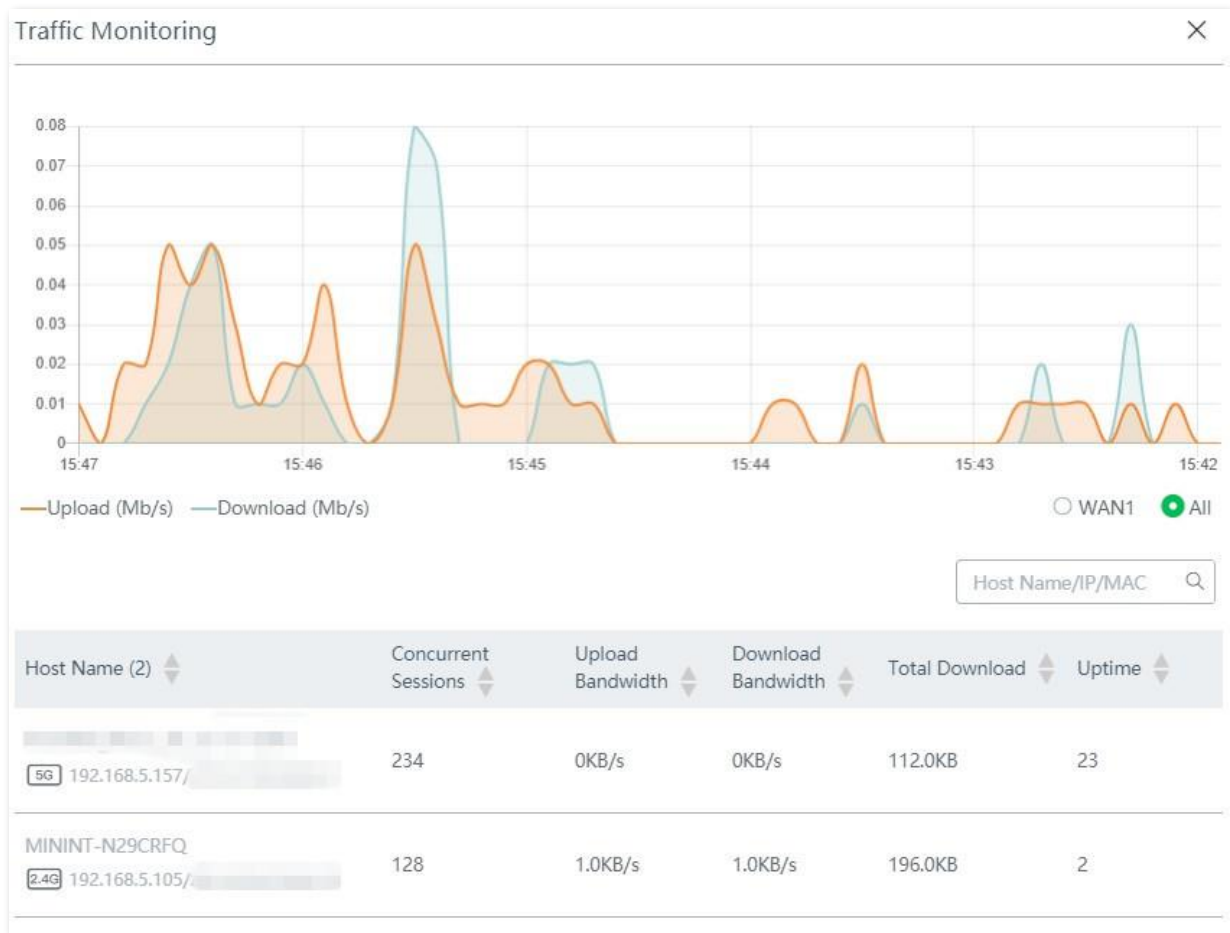 Traffic Monitoring
0.08
0.07
0.06
0.05
0.04
0.03
0.02
0.01
0
15:47 15:46 15:45 15:44 15:43 15:42
Upload (Mb/s) Download (Mb/s) WAN1 All
Host Name/IP/MAC
Host Name (2) Concurrent Sessions Upload Bandwidth Download Bandwidth Total Download Uptime
5G 192.168.5.157/ 234 0KB/s 0KB/s 112.0KB 23
MININT-N29CRFQ
2.4G 192.168.5.105/ 128 1.0KB/s 1.0KB/s 196.0KB 2